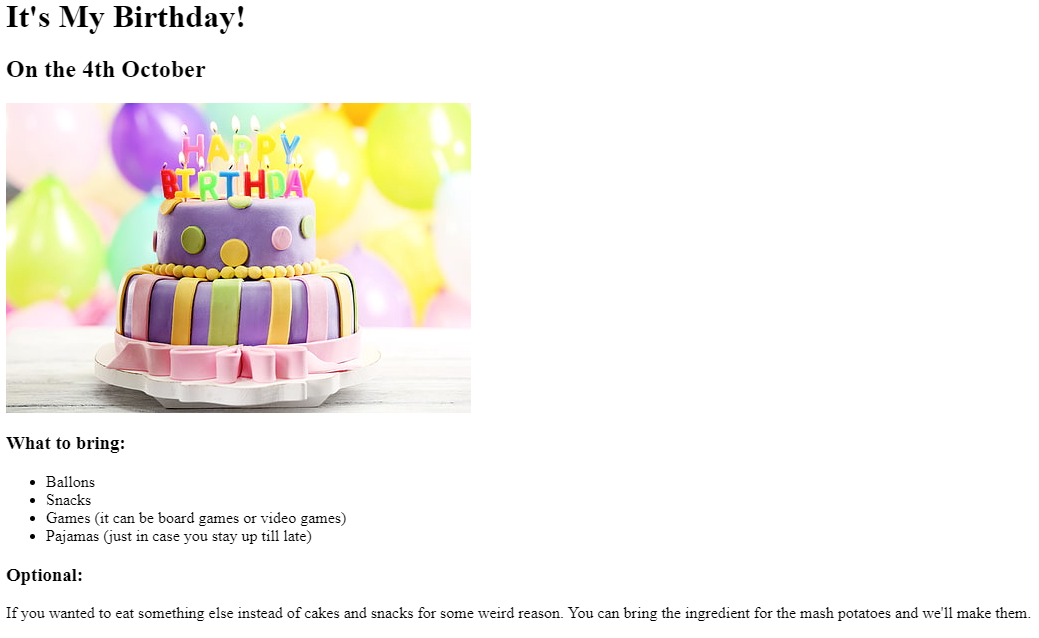 It's My Birthday!
On the 4th October
HAPPY
BIRTHDAY
What to bring:
Ballons
Snacks
Games (it can be board games or video games)
Pajamas (just in case you stay up till late)
Optional:
If you wanted to eat something else instead of cakes and snacks for some weird reason. You can bring the ingredient for the mash potatoes and we'll make them.